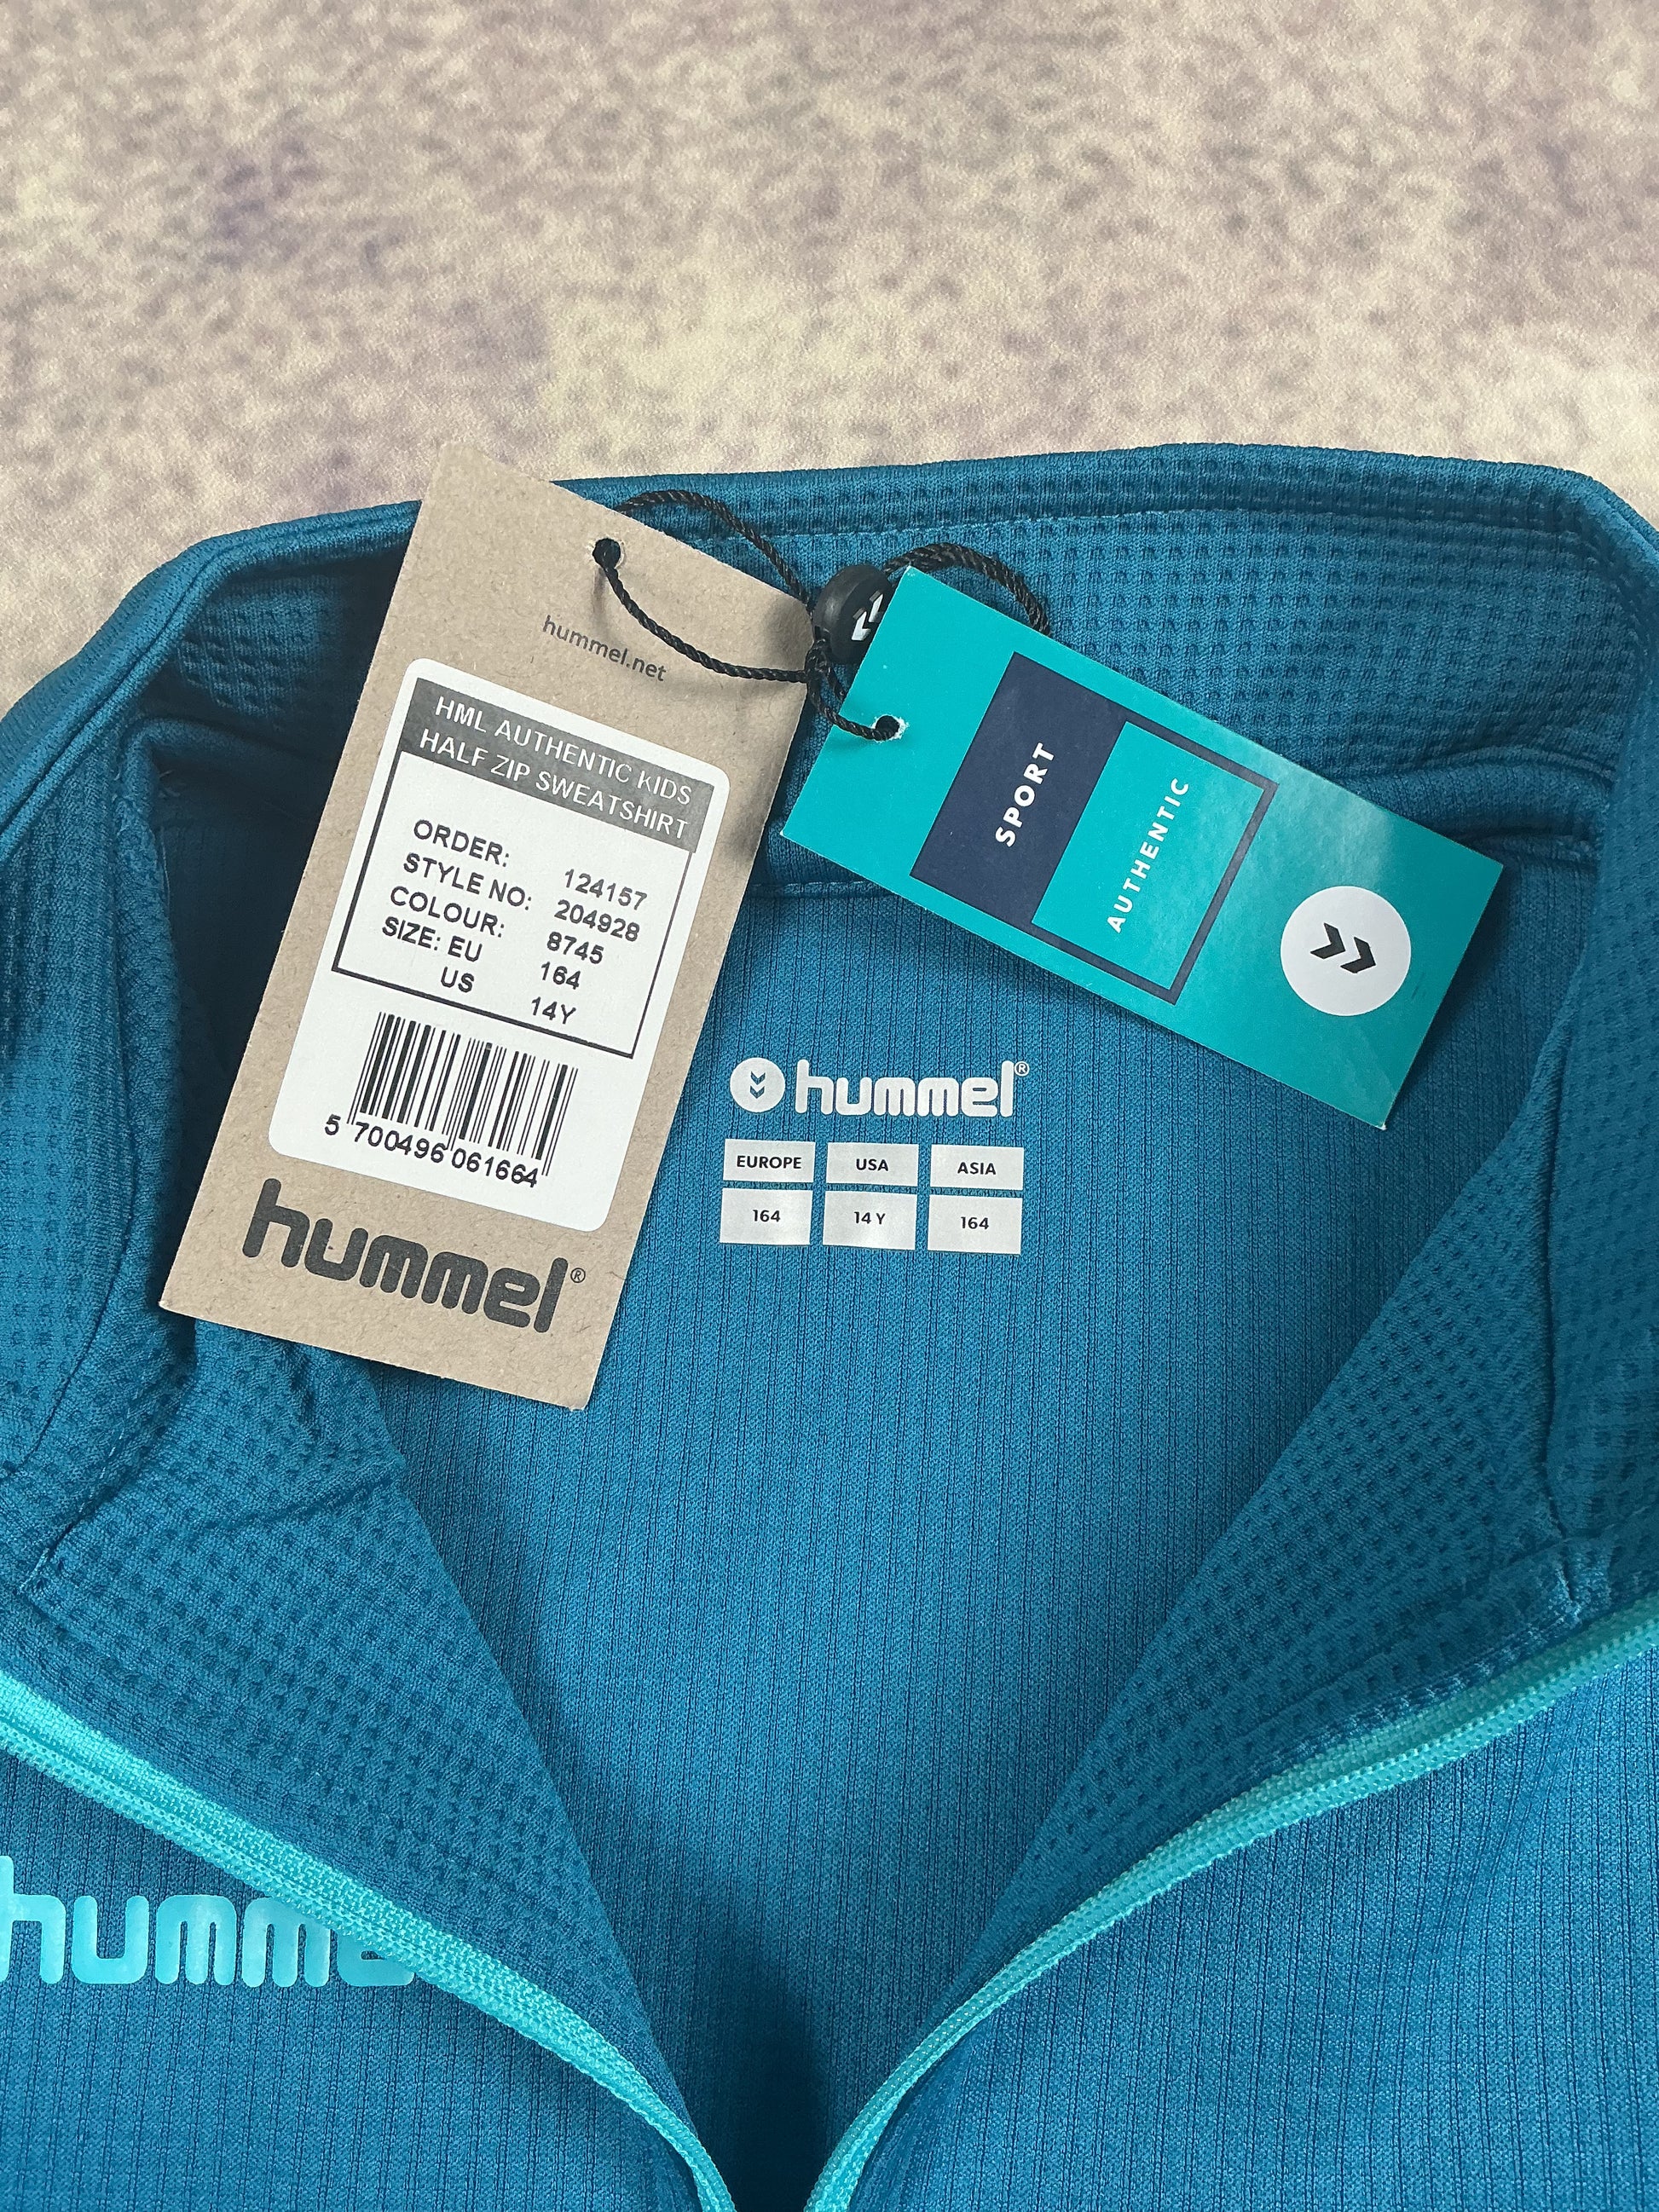 hummel.net
HML AUTHENTIC KIDS
HALF ZIP SWEATSHIRT
ORDER: 124157
STYLE NO: 204928
COLOUR: 8745
SIZE: EU 164
US 14Y
5 700496 061664
hummel®
SPORT
AUTHENTIC
hummel®
EUROPE USA ASIA
164 14 Y 164
humme